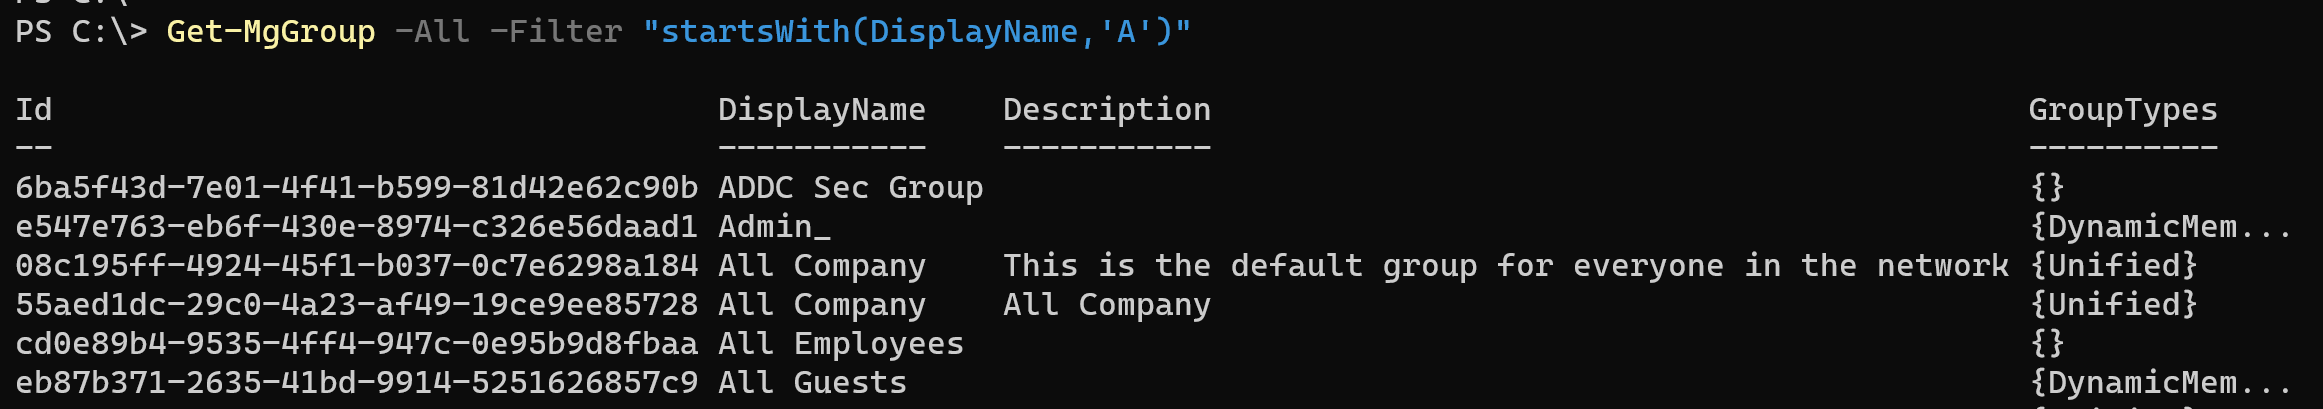 PS C:\> Get-MgGroup -All -Filter "startsWith(DisplayName,'A')"
Id DisplayName Description GroupTypes
-- ----------- ----------- ----------
6ba5f43d-7e01-4f41-b599-81d42e62c90b ADDC Sec Group {}
e547e763-eb6f-430e-8974-c326e56daad1 Admin_ {DynamicMem...
08c195ff-4924-45f1-b037-0c7e6298a184 All Company This is the default group for everyone in the network {Unified}
55aed1dc-29c0-4a23-af49-19ce9ee85728 All Company All Company {Unified}
cd0e89b4-9535-4ff4-947c-0e95b9d8fbaa All Employees {}
eb87b371-2635-41bd-9914-5251626857c9 All Guests {DynamicMem...